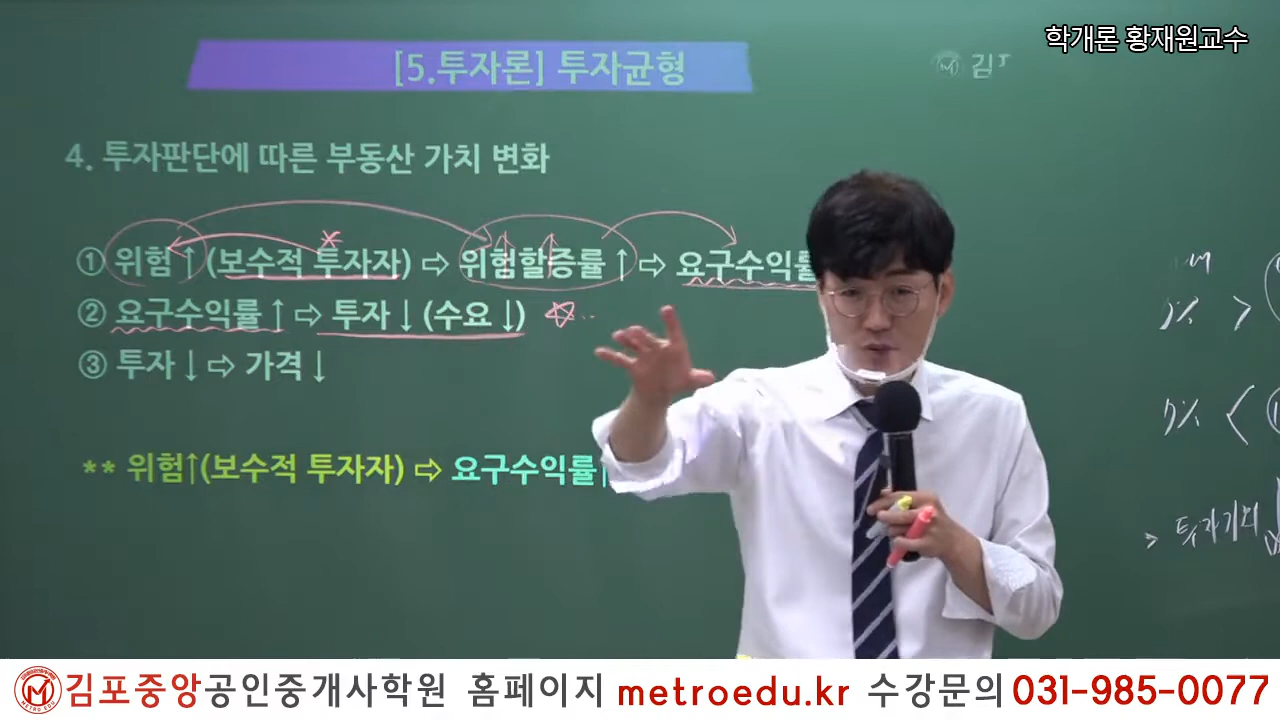 학개론 황재원교수
[5.투자론] 투자균형
김
4. 투자판단에 따른 부동산 가치 변화
① 위험↑(보수적 투자자) ⇨ 위험할증률↑⇨ 요구수익률
② 요구수익률↑⇨ 투자↓(수요↓)
③ 투자↓⇨ 가격↓
** 위험↑(보수적 투자자) ⇨ 요구수익률↑
김포중앙공인중개사학원 홈페이지 metroedu.kr 수강문의 031-985-0077